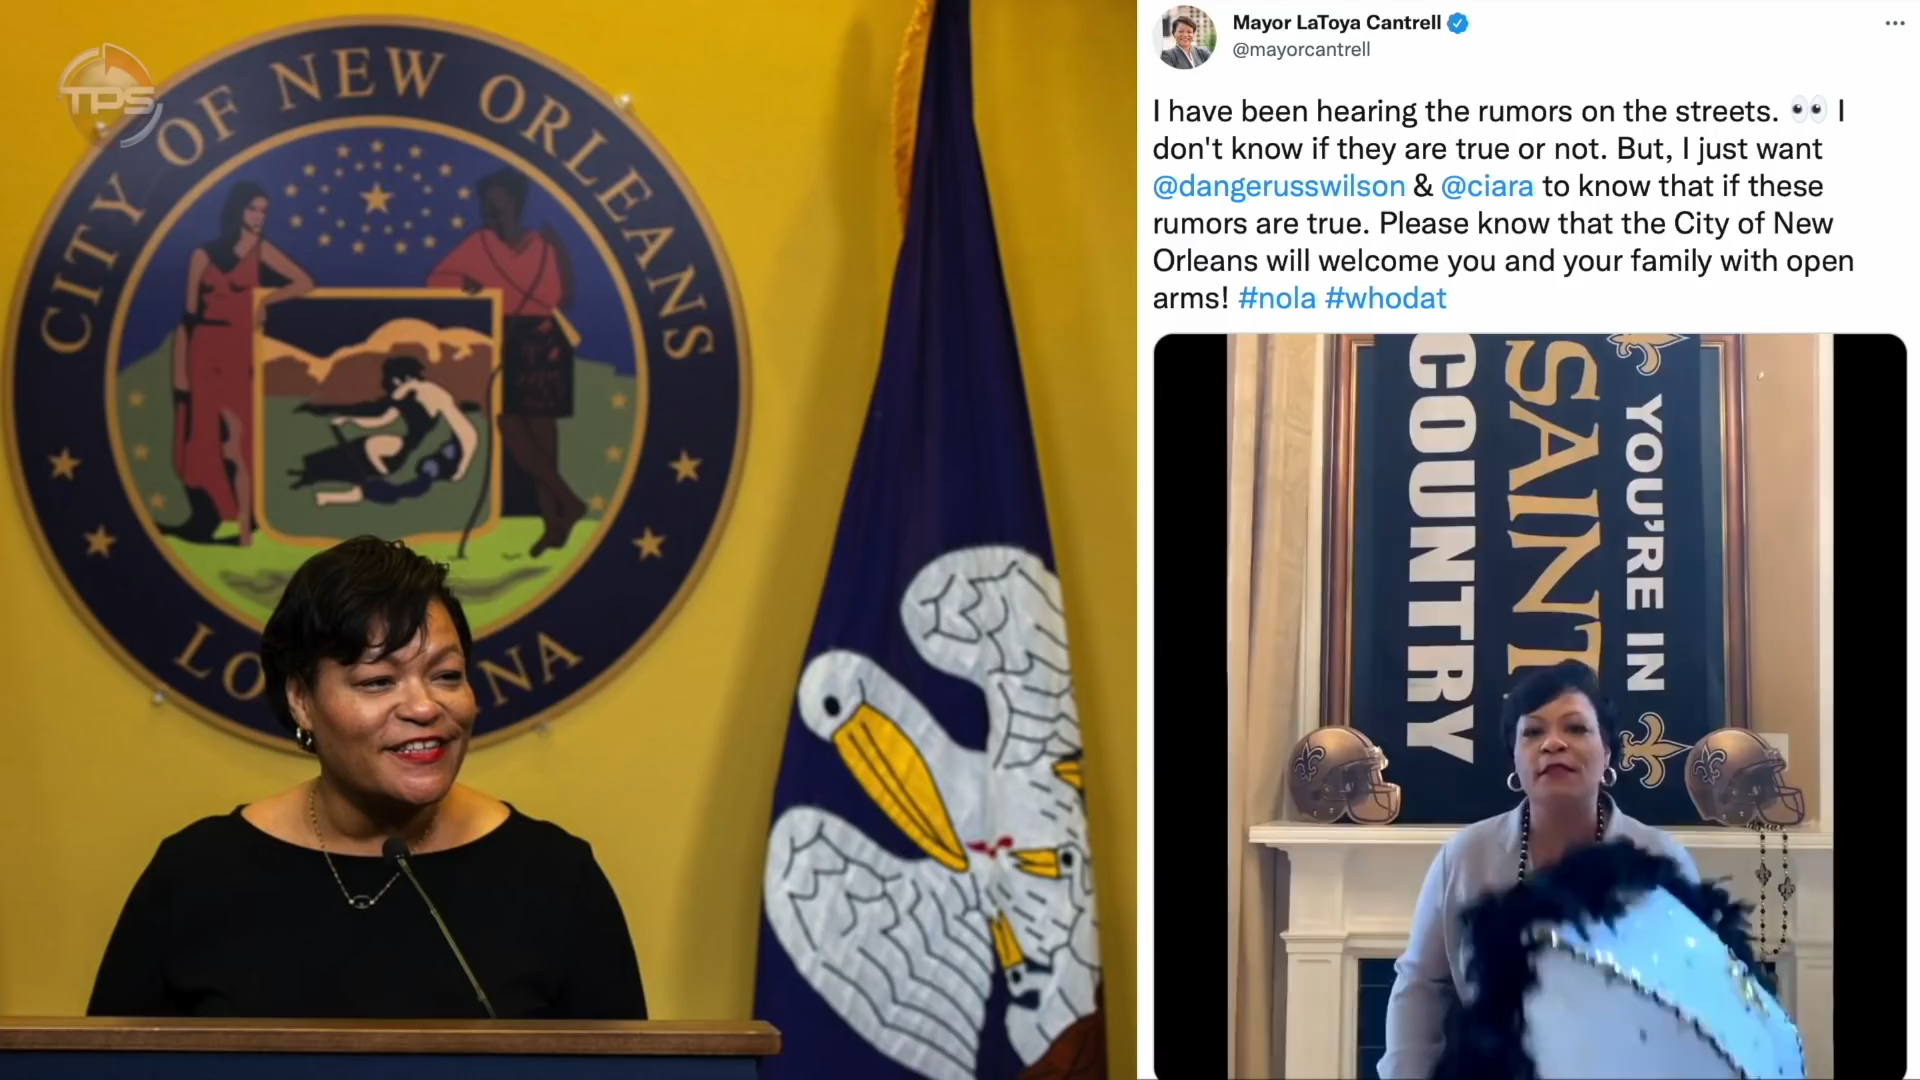 TPS
CITY OF NEW ORLEANS
LO
NA
Mayor LaToya Cantrell
@mayorcantrell
I have been hearing the rumors on the streets. 👀 I
don't know if they are true or not. But, I just want
@dangerusswilson & @ciara to know that if these
rumors are true. Please know that the City of New
Orleans will welcome you and your family with open
arms! #nola #whodat
YOU'RE IN
SAINT
COUNTRY